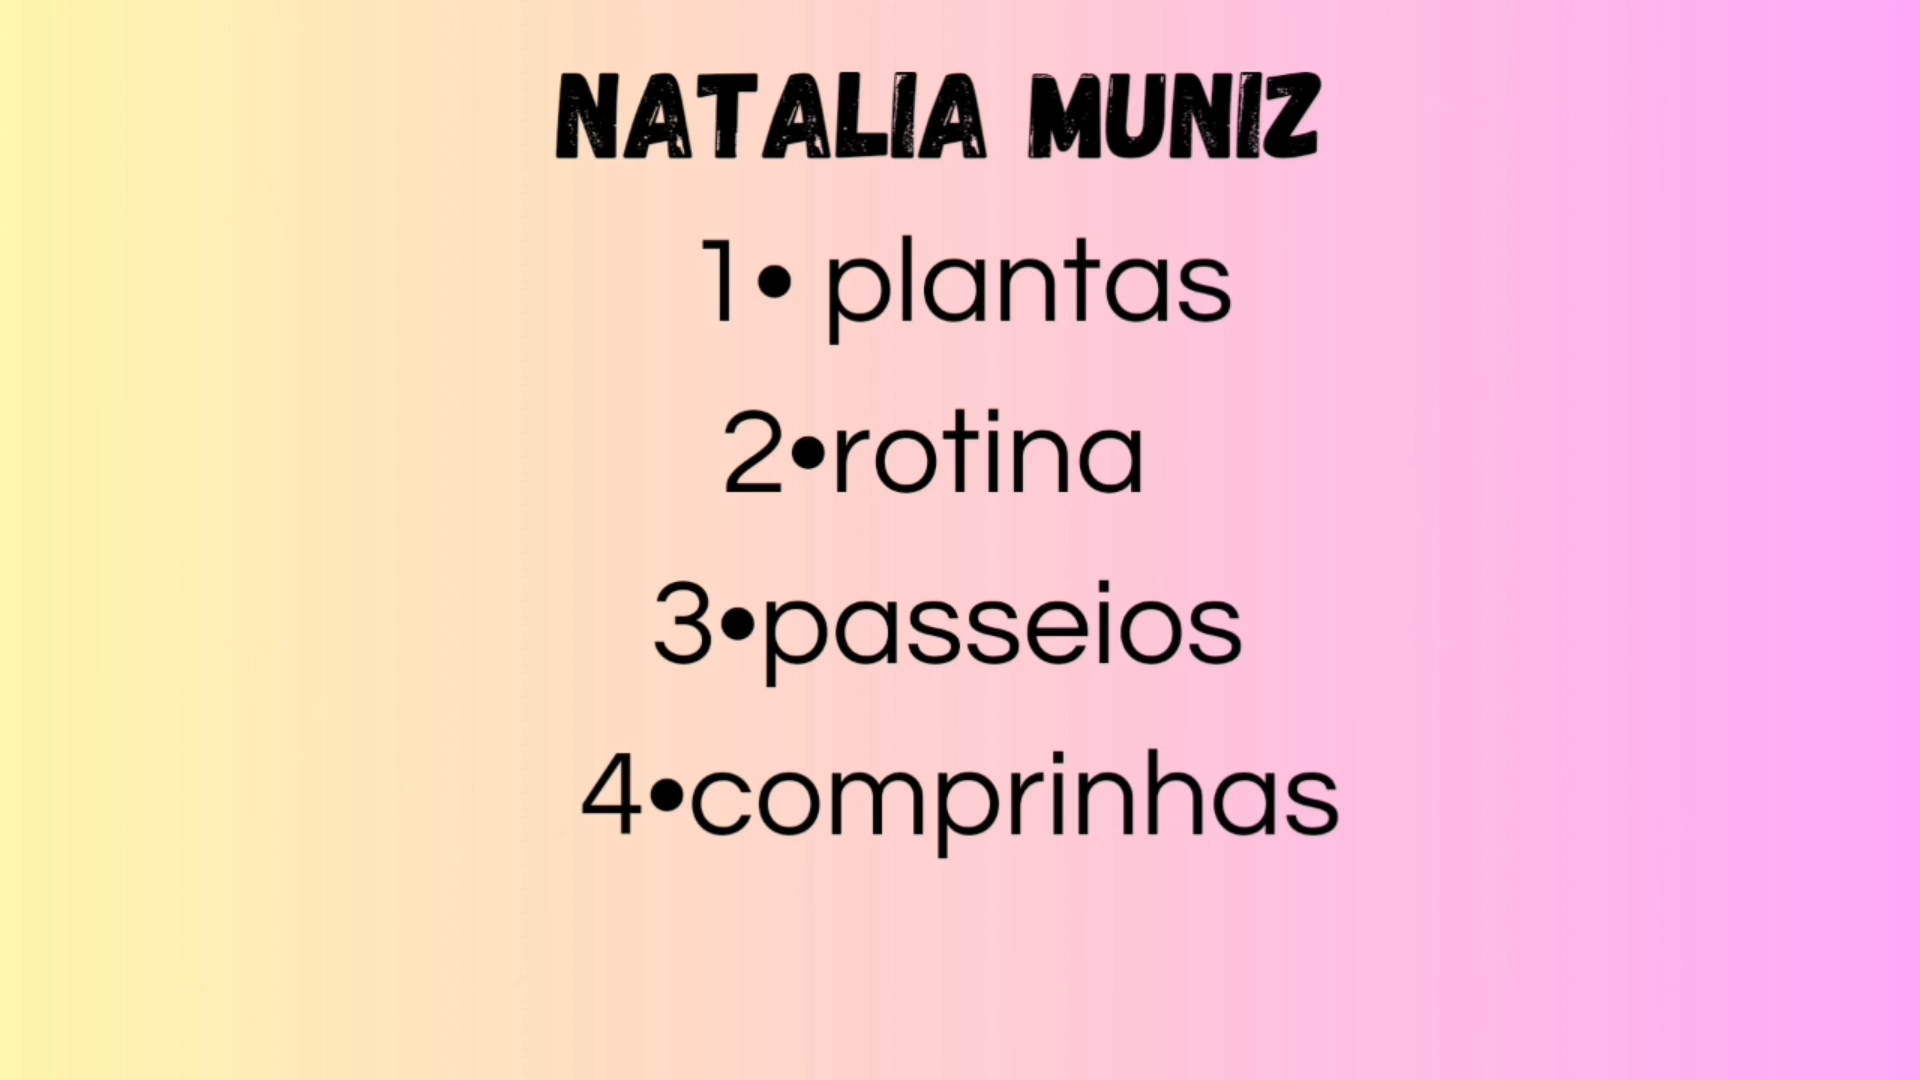 NATALIA MUNIZ
1• plantas
2•rotina
3•passeios
4•comprinhas